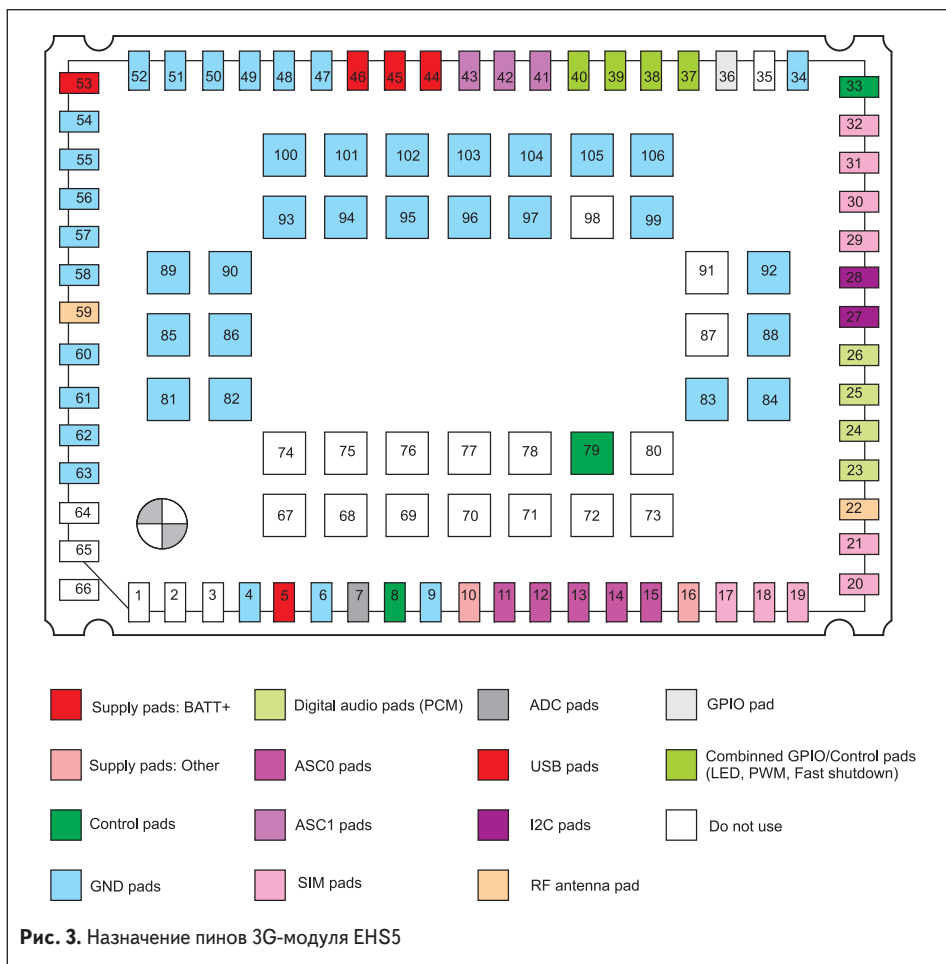 52 51 50 49 48 47 46 45 44 43 42 41 40 39 38 37 36 35 34
53 33
54 32
55 31
56 30
57 29
58 28
59 27
60 26
61 25
62 24
63 23
64 22
65 21
66 20
100 101 102 103 104 105 106
93 94 95 96 97 98 99
89 90 91 92
85 86 87 88
81 82 83 84
74 75 76 77 78 79 80
67 68 69 70 71 72 73
1 2 3 4 5 6 7 8 9 10 11 12 13 14 15 16 17 18 19
Supply pads: BATT+
Digital audio pads (PCM)
ADC pads
GPIO pad
Supply pads: Other
ASC0 pads
USB pads
Combinned GPIO/Control pads
(LED, PWM, Fast shutdown)
Control pads
ASC1 pads
I2C pads
Do not use
GND pads
SIM pads
RF antenna pad
Рис. 3. Назначение пинов 3G-модуля EHS5